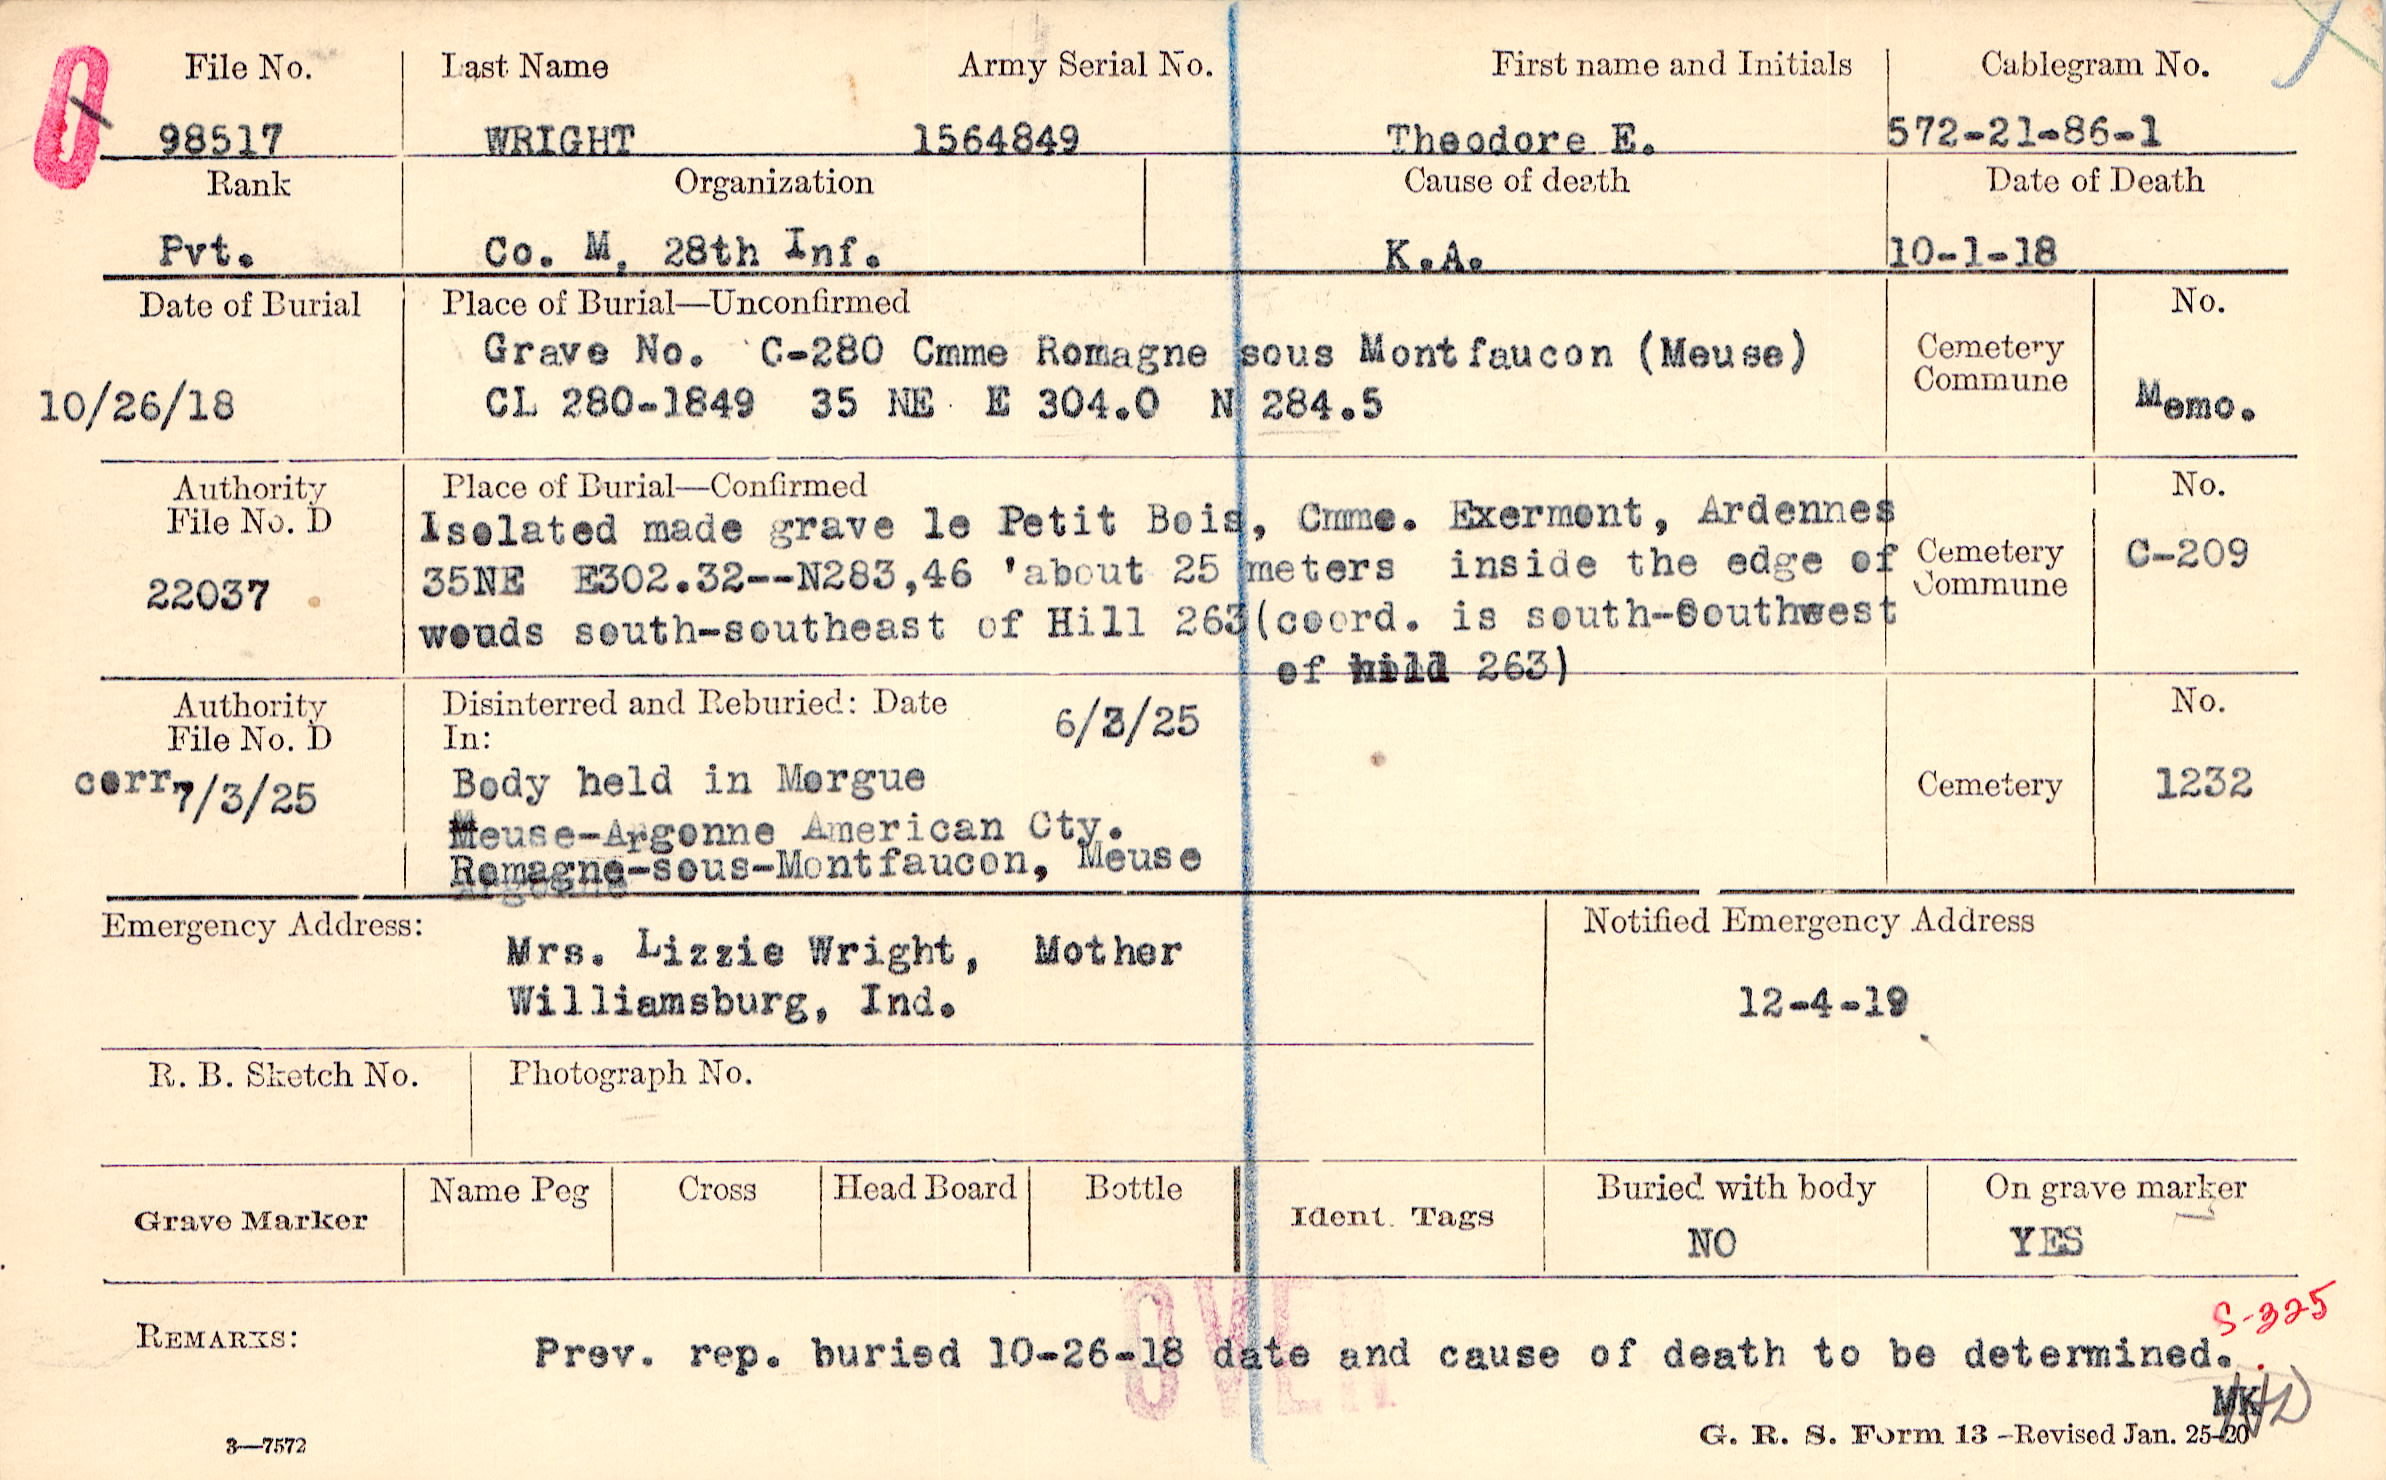 File No. Last Name Army Serial No. First name and Initials Cablegram No.
0
98517 WRIGHT 1564849 Theodore E. 572-21-86-1
Rank Organization Cause of death Date of Death
Pvt. Co. M, 28th Inf. K.A. 10-1-18
Date of Burial Place of Burial—Unconfirmed No.
Grave No. C-280 Cmme Romagne sous Montfaucon (Meuse) Cemetery
Commune
10/26/18 CL 280-1849 35 NE E 304.0 N 284.5 Memo.
Authority Place of Burial—Confirmed No.
File No. D Isolated made grave le Petit Bois, Cmme. Exermont, Ardennes
35NE E302.32--N283,46 'about 25 meters inside the edge of Cemetery C-209
Commune
22037 woods south-southeast of Hill 263(coord. is south-Southwest
of hill 263)
Authority Disinterred and Reburied: Date 6/3/25 No.
File No. D In:
corr. 7/3/25 Body held in Morgue Cemetery 1232
Meuse-Argonne American Cty.
Romagne-sous-Montfaucon, Meuse
Emergency Address: Notified Emergency Address
Mrs. Lizzie Wright, Mother
Williamsburg, Ind. 12-4-19
R. B. Sketch No. Photograph No.
Grave Marker Name Peg Cross Head Board Bottle Ident. Tags Buried with body On grave marker
NO YES
OVER
S-325
REMARKS: Prev. rep. buried 10-26-18 date and cause of death to be determined.
MK
3—7572 G. R. S. Form 13 -Revised Jan. 25-20